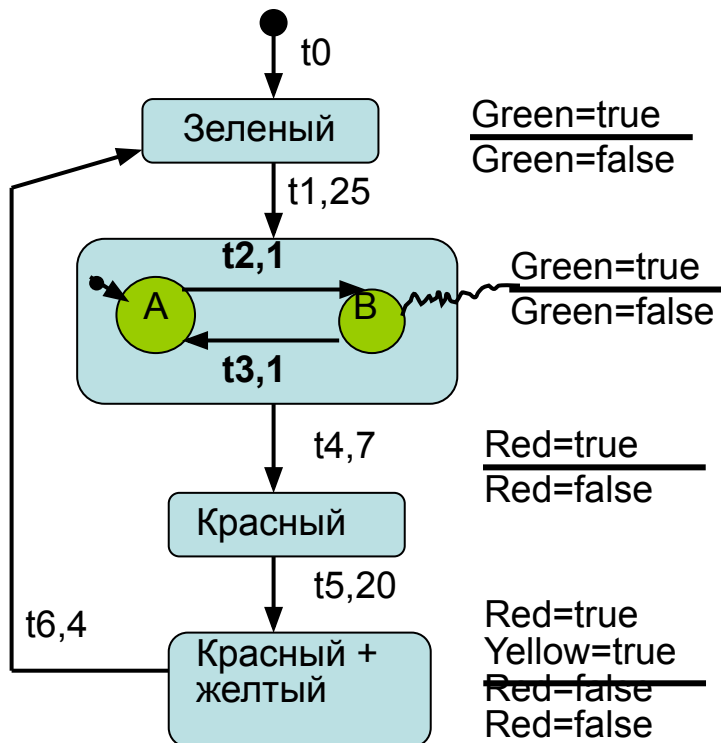 t0
Зеленый
Green=true
Green=false
t1,25
t2,1
A
B
t3,1
Green=true
Green=false
t4,7
Red=true
Red=false
Красный
t5,20
t6,4
Красный +
желтый
Red=true
Yellow=true
Red=false
Red=false